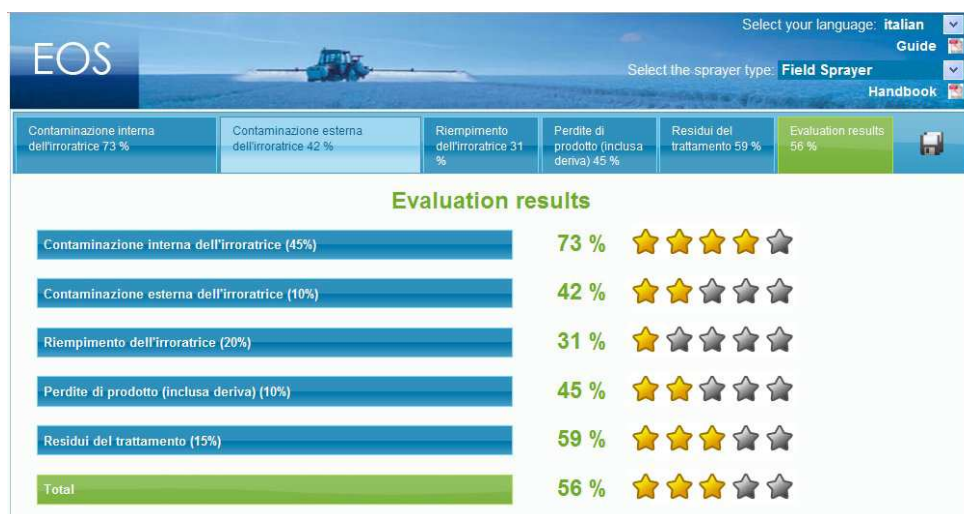 Select your language: italian
EOS
Guide
Select the sprayer type: Field Sprayer
Handbook
Contaminazione interna
dell'irroratrice 73 %
Contaminazione esterna
dell'irroratrice 42 %
Riempimento
dell'irroratrice 31
%
Perdite di
prodotto (inclusa
deriva) 45 %
Residui del
trattamento 59 %
Evaluation results
56 %
Evaluation results
Contaminazione interna dell'irroratrice (45%) 73 %
Contaminazione esterna dell'irroratrice (10%) 42 %
Riempimento dell'irroratrice (20%) 31 %
Perdite di prodotto (inclusa deriva) (10%) 45 %
Residui del trattamento (15%) 59 %
Total 56 %